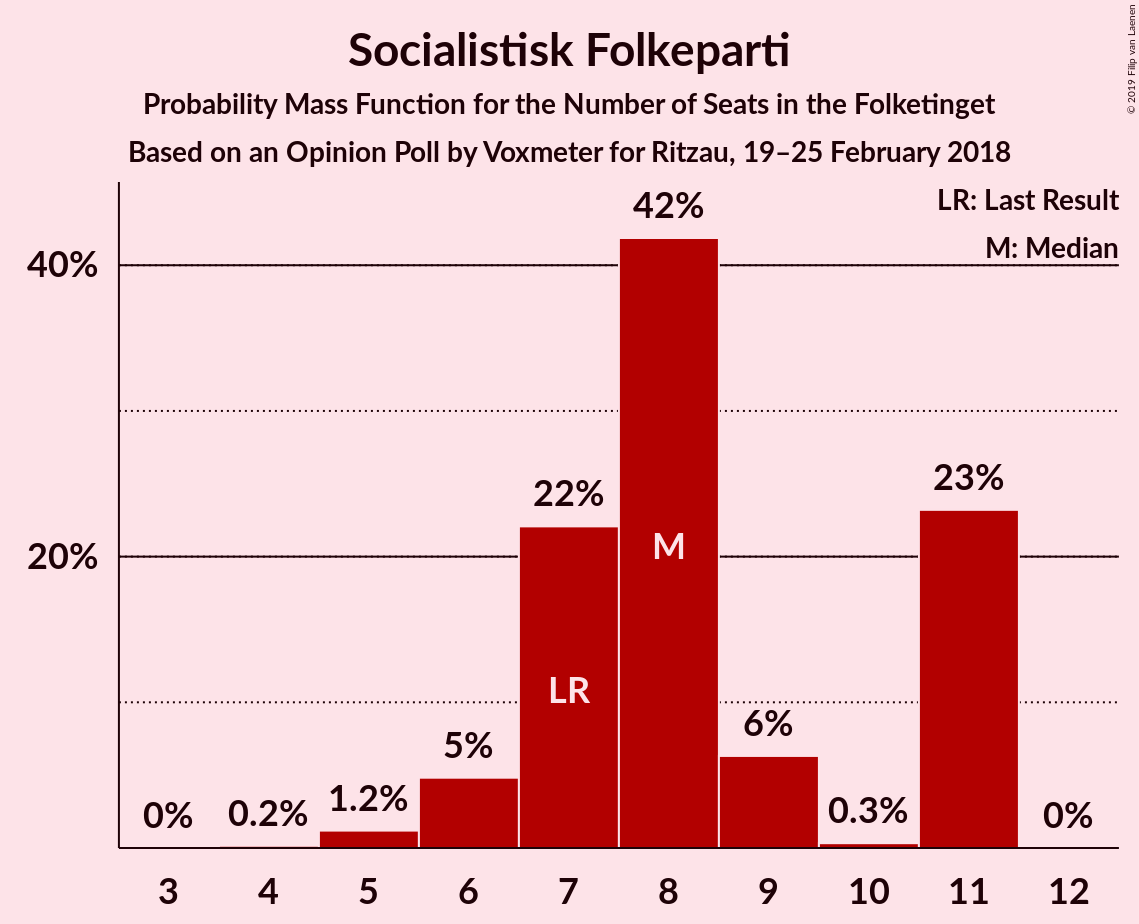 Socialistisk Folkeparti
Probability Mass Function for the Number of Seats in the Folketinget
Based on an Opinion Poll by Voxmeter for Ritzau, 19–25 February 2018
© 2019 Filip van Laenen
LR: Last Result
M: Median
40%
20%
0%
0.2%
1.2%
5%
22%
42%
6%
0.3%
23%
0%
LR
M
3 4 5 6 7 8 9 10 11 12